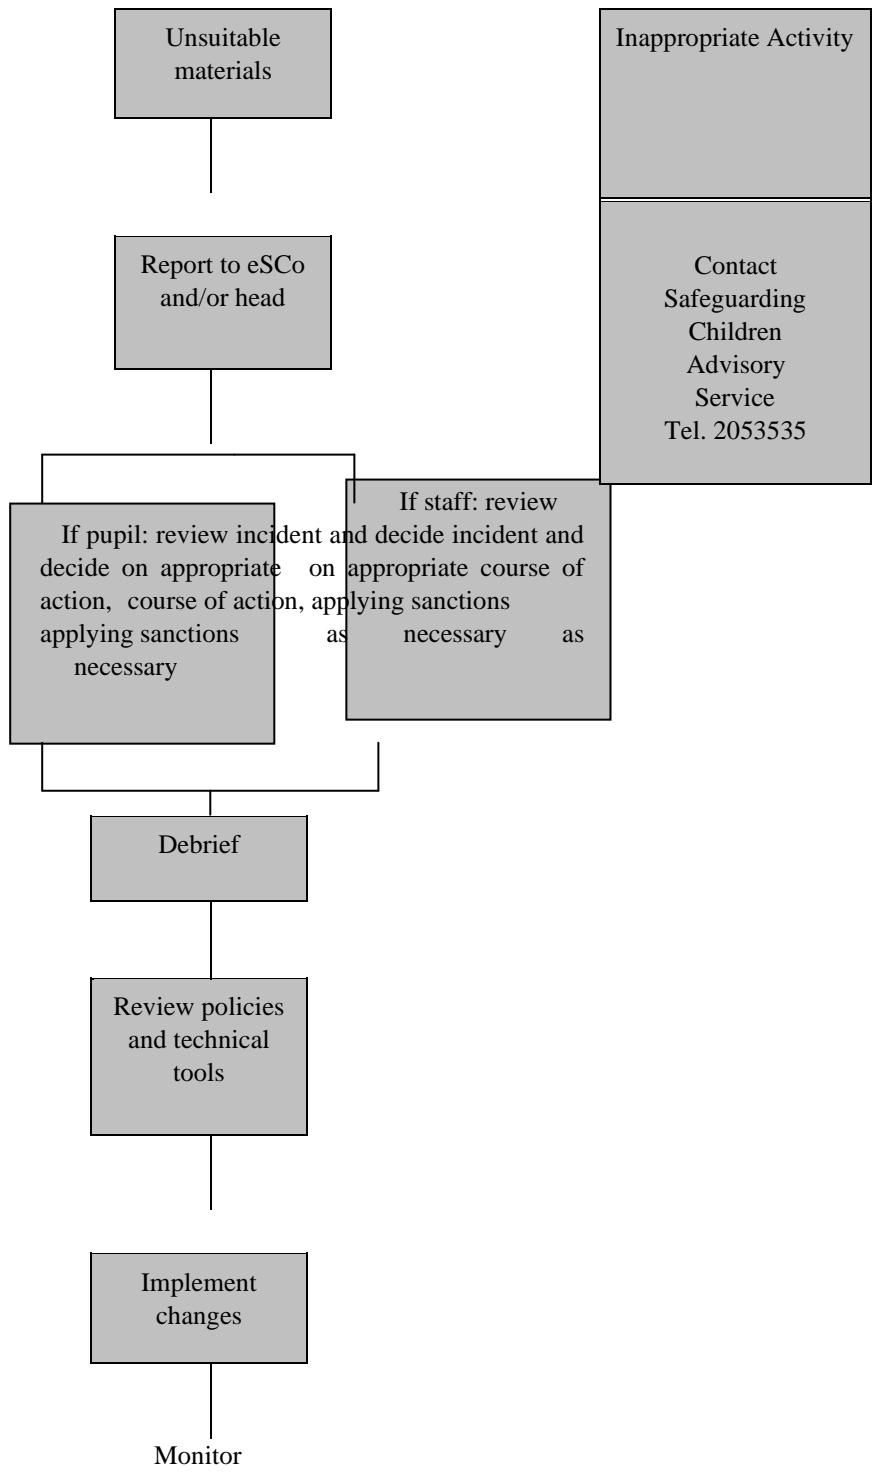 Unsuitable
materials
Inappropriate Activity
Report to eSCo
and/or head
Contact
Safeguarding
Children
Advisory
Service
Tel. 2053535
If staff: review
If pupil: review incident and decide incident and
decide on appropriate on appropriate course of
action, course of action, applying sanctions
applying sanctions as necessary as
necessary
Debrief
Review policies
and technical
tools
Implement
changes
Monitor